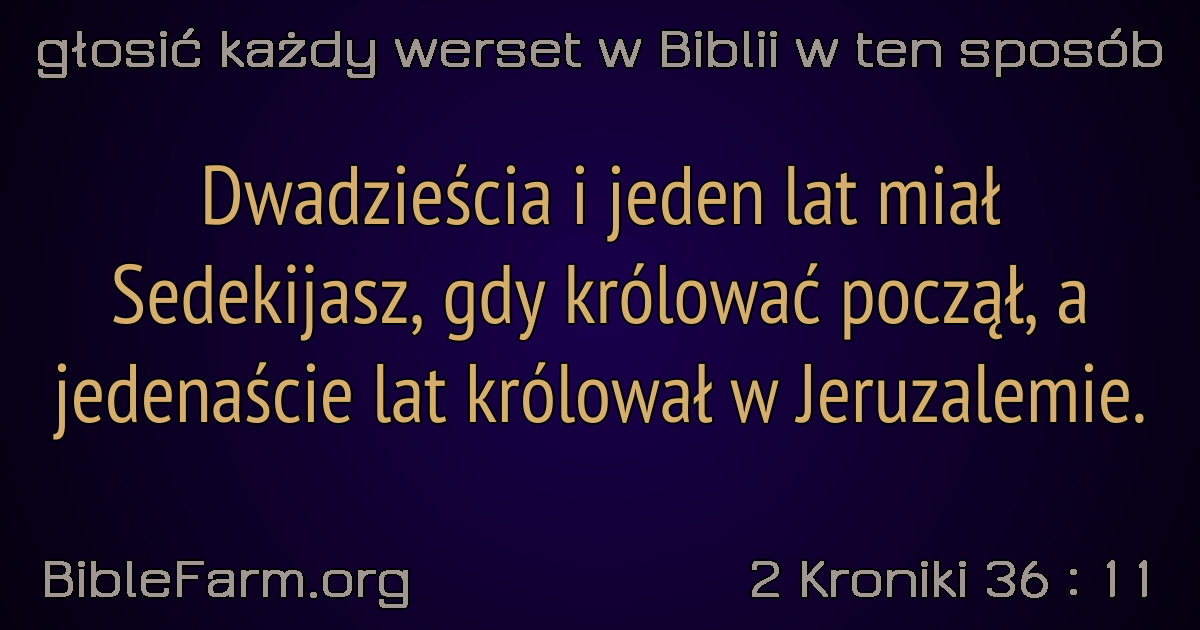 głosić każdy werset w Biblii w ten sposób
Dwadzieścia i jeden lat miał
Sedekijasz, gdy królować począł, a
jedenaście lat królował w Jeruzalemie.
BibleFarm.org
2 Kroniki 36 : 11